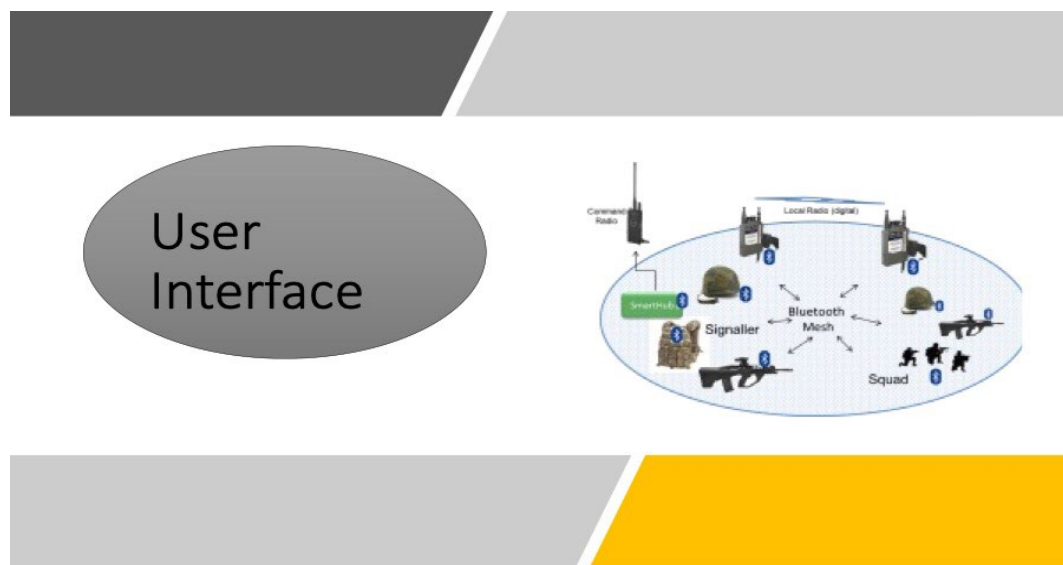 User
Interface
Command
Radio
Local Radio (digital)
SmartHub
Signaller
Bluetooth
Mesh
Squad